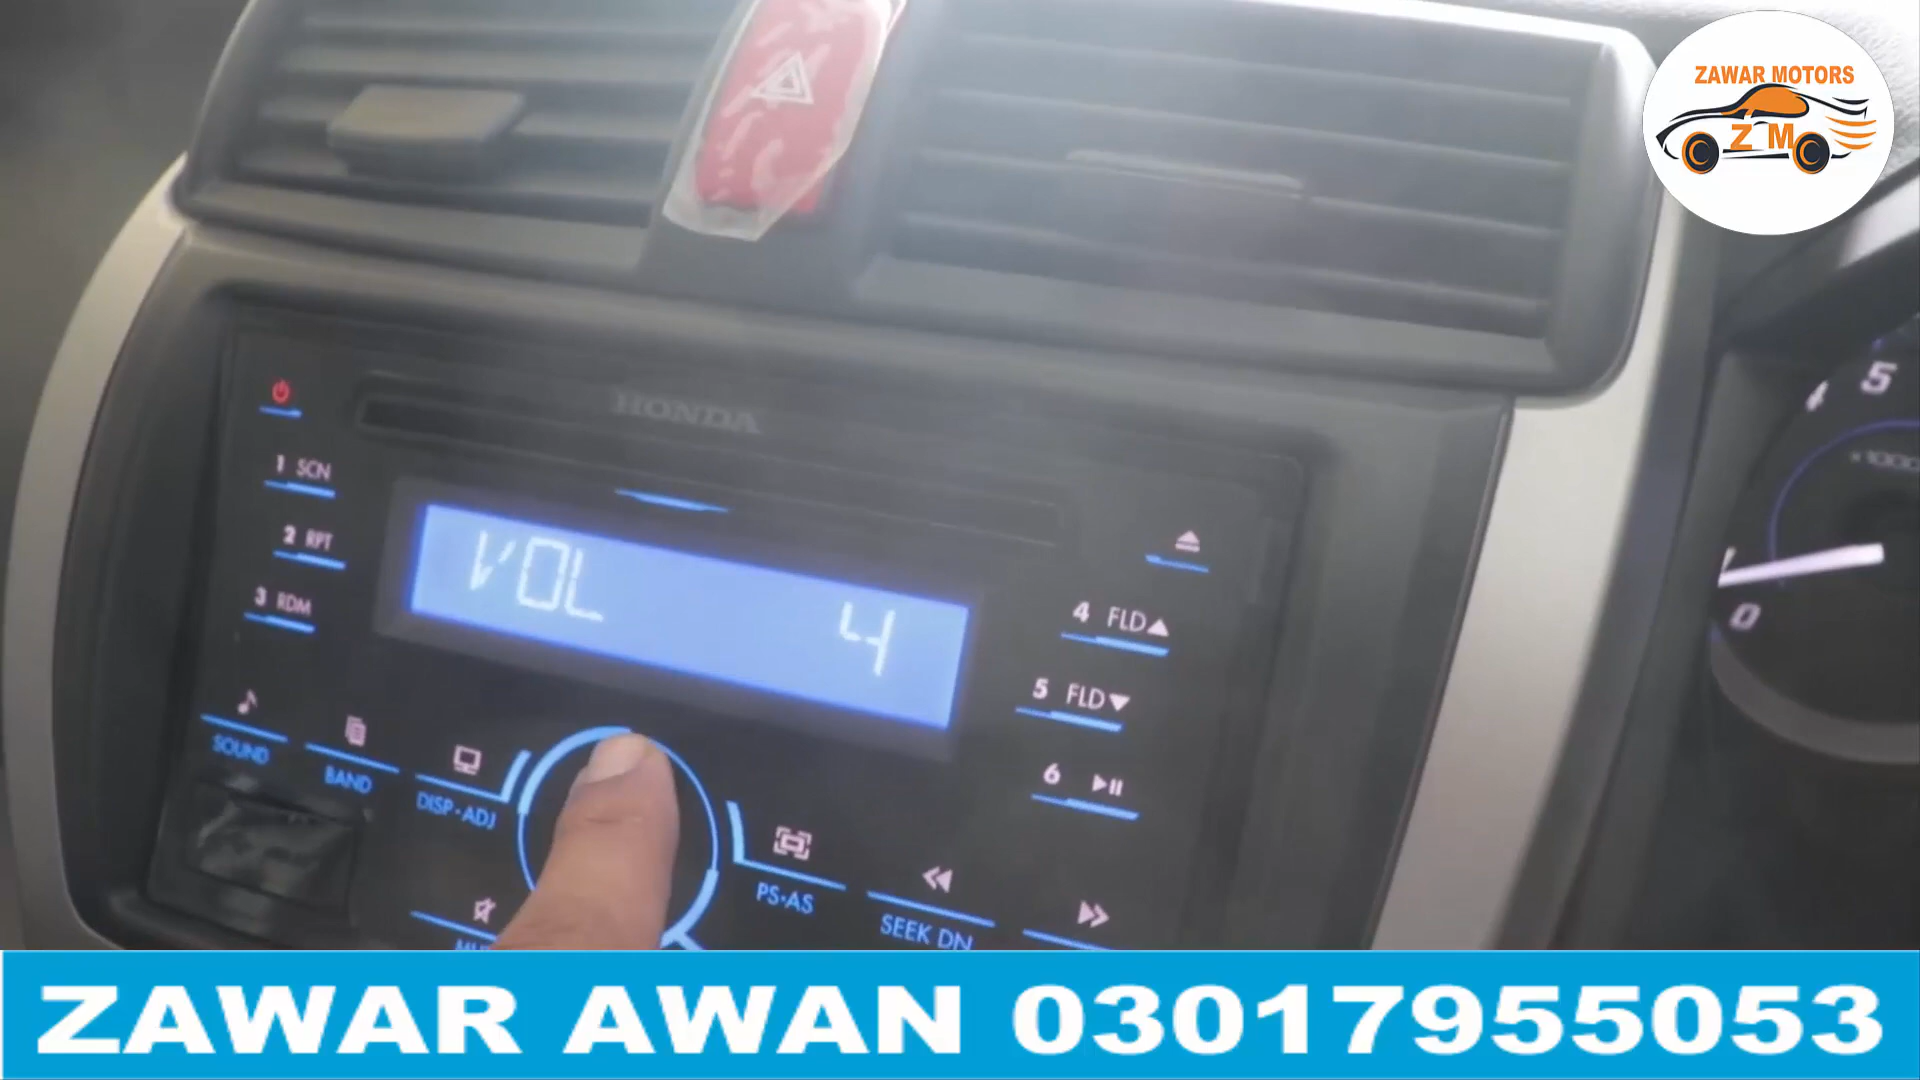 ZAWAR MOTORS
Z M
5
4
HONDA
1 SCN
2 RPT
VOL 4
3 RDM
4 FLD▲
0
5 FLD▼
6
SOUND
BAND
DISP·ADJ
PS·AS
SEEK DN
ZAWAR AWAN 03017955053